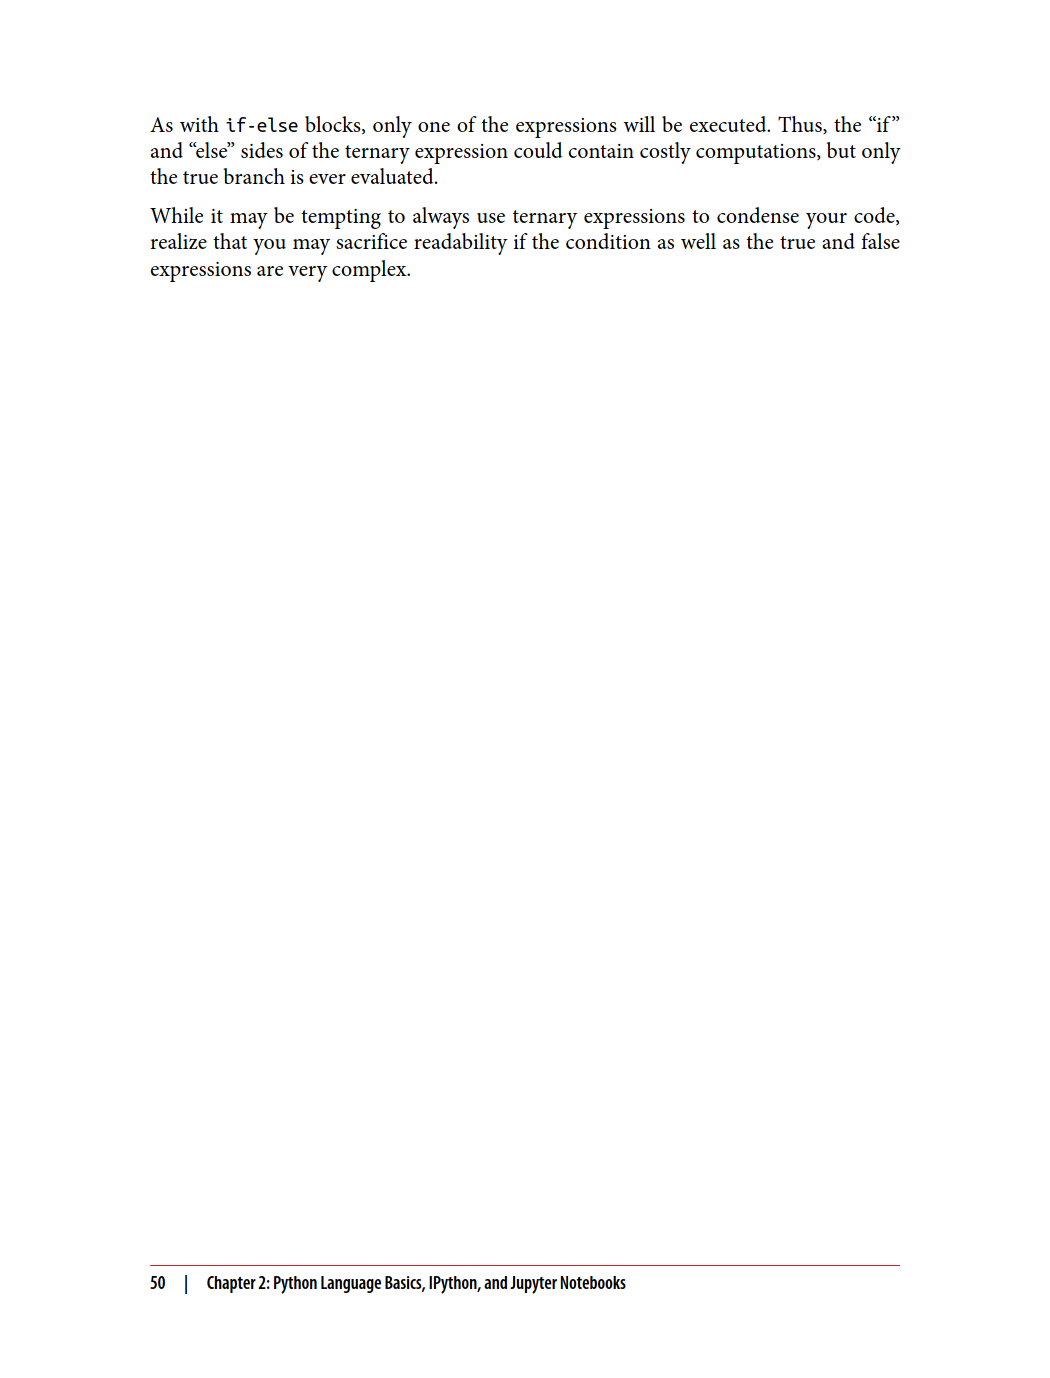 As with if-else blocks, only one of the expressions will be executed. Thus, the “if”
and “else” sides of the ternary expression could contain costly computations, but only
the true branch is ever evaluated.
While it may be tempting to always use ternary expressions to condense your code,
realize that you may sacrifice readability if the condition as well as the true and false
expressions are very complex.
50 | Chapter 2: Python Language Basics, IPython, and Jupyter Notebooks